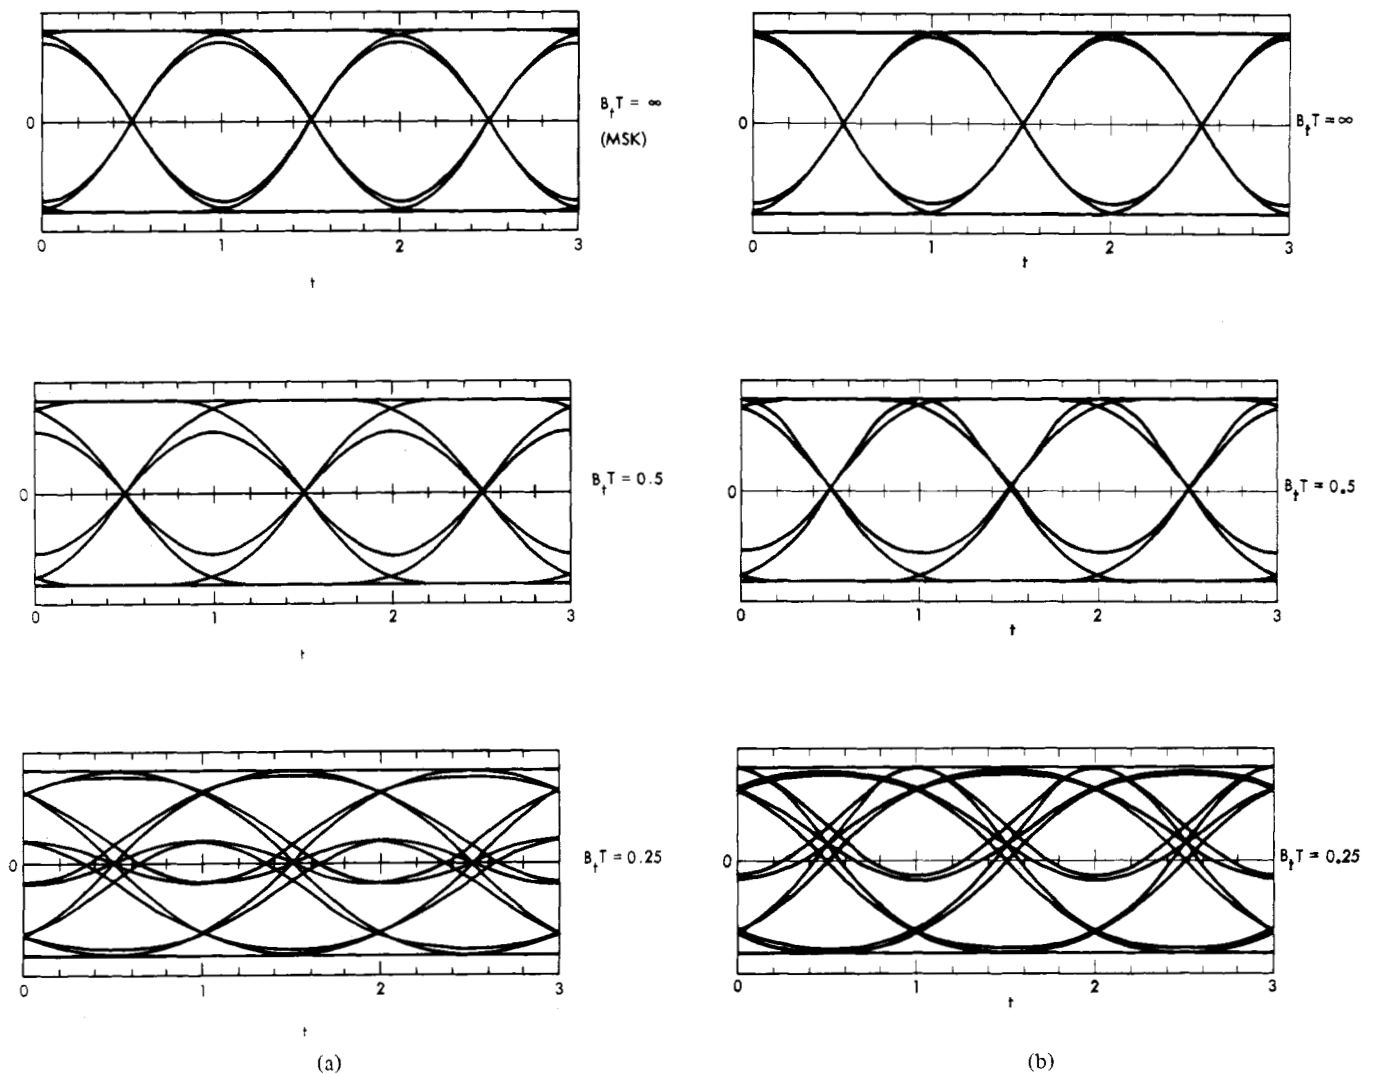 0
B_tT = ∞
(MSK)
0 1 2 3
t
0
B_tT = ∞
0 1 2 3
t
0
B_tT = 0.5
0 1 2 3
t
0
B_tT = 0.5
0 1 2 3
t
0
B_tT = 0.25
0 1 2 3
t
(a)
0
B_tT = 0.25
0 1 2 3
t
(b)